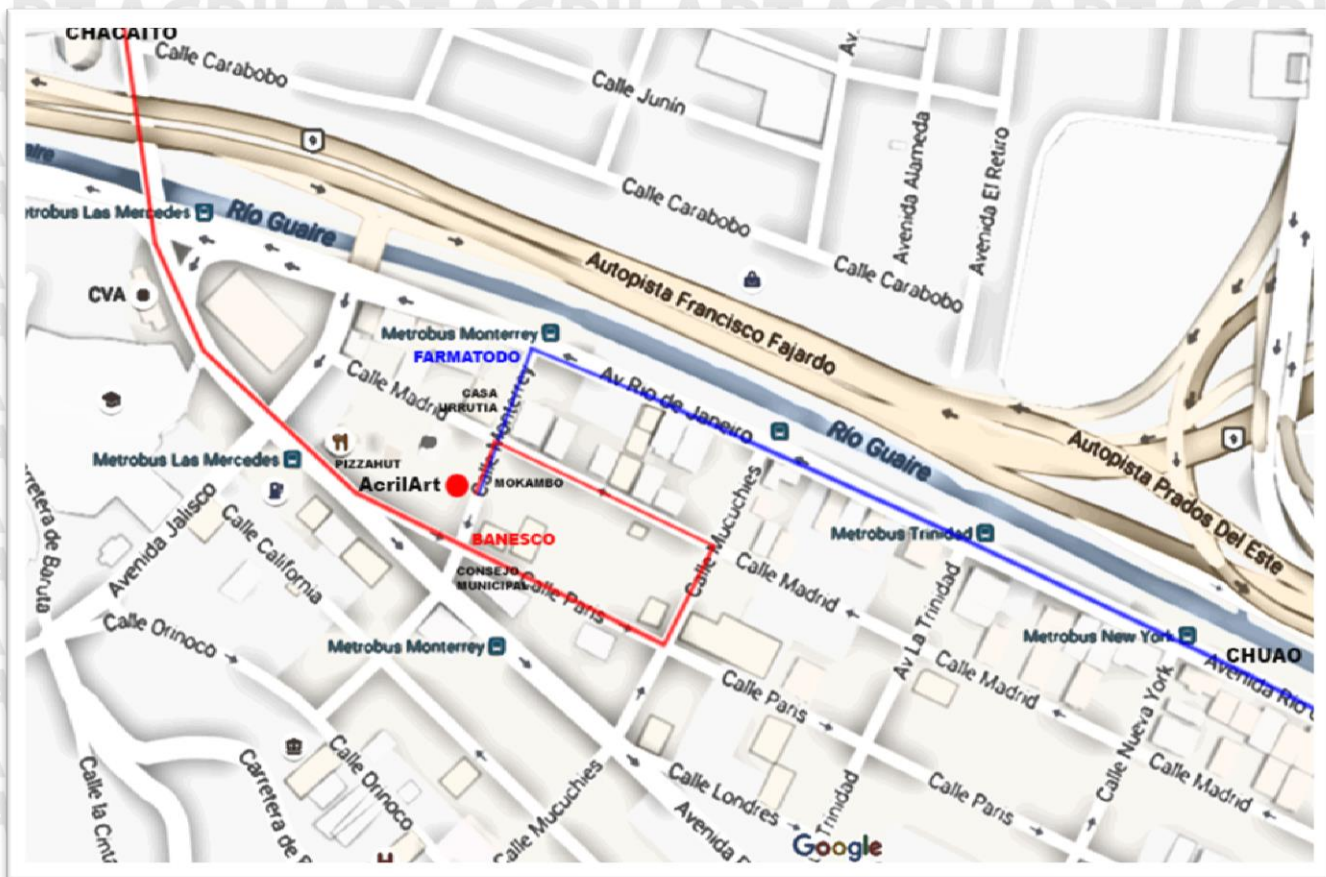 CHACAITO
Calle Carabobo
Calle Junín
Av.
9
Avenida Alameda
Avenida El Retiro
Calle Carabobo
Metrobus Las Mercedes
Río Guaire
Calle Carabobo
Autopista Francisco Fajardo
CVA
Metrobus Monterrey
FARMATODO
Calle Madrid
CASA
URRUTIA
Calle Monterrey
Av Rio de Janeiro
Río Guaire
9
Autopista Prados Del Este
PIZZAHUT
Metrobus Las Mercedes
AcrilArt
MOKAMBO
Calle Mucuchies
Avenida Jalisco
Calle California
BANESCO
CONSEJO
MUNICIPAL
Calle Paris
Calle Madrid
Metrobus Trinidad
Carretera de Baruta
Calle Orinoco
Metrobus Monterrey
Av La Trinidad
Calle Madrid
Metrobus New York
CHUAO
Avenida Río
Calle Paris
Calle Nueva York
Calle Madrid
Calle Orinoco
Carretera de
Calle la
Calle Mucuchies
Calle Londres
Avenida
Trinidad
Calle Paris
H
Google